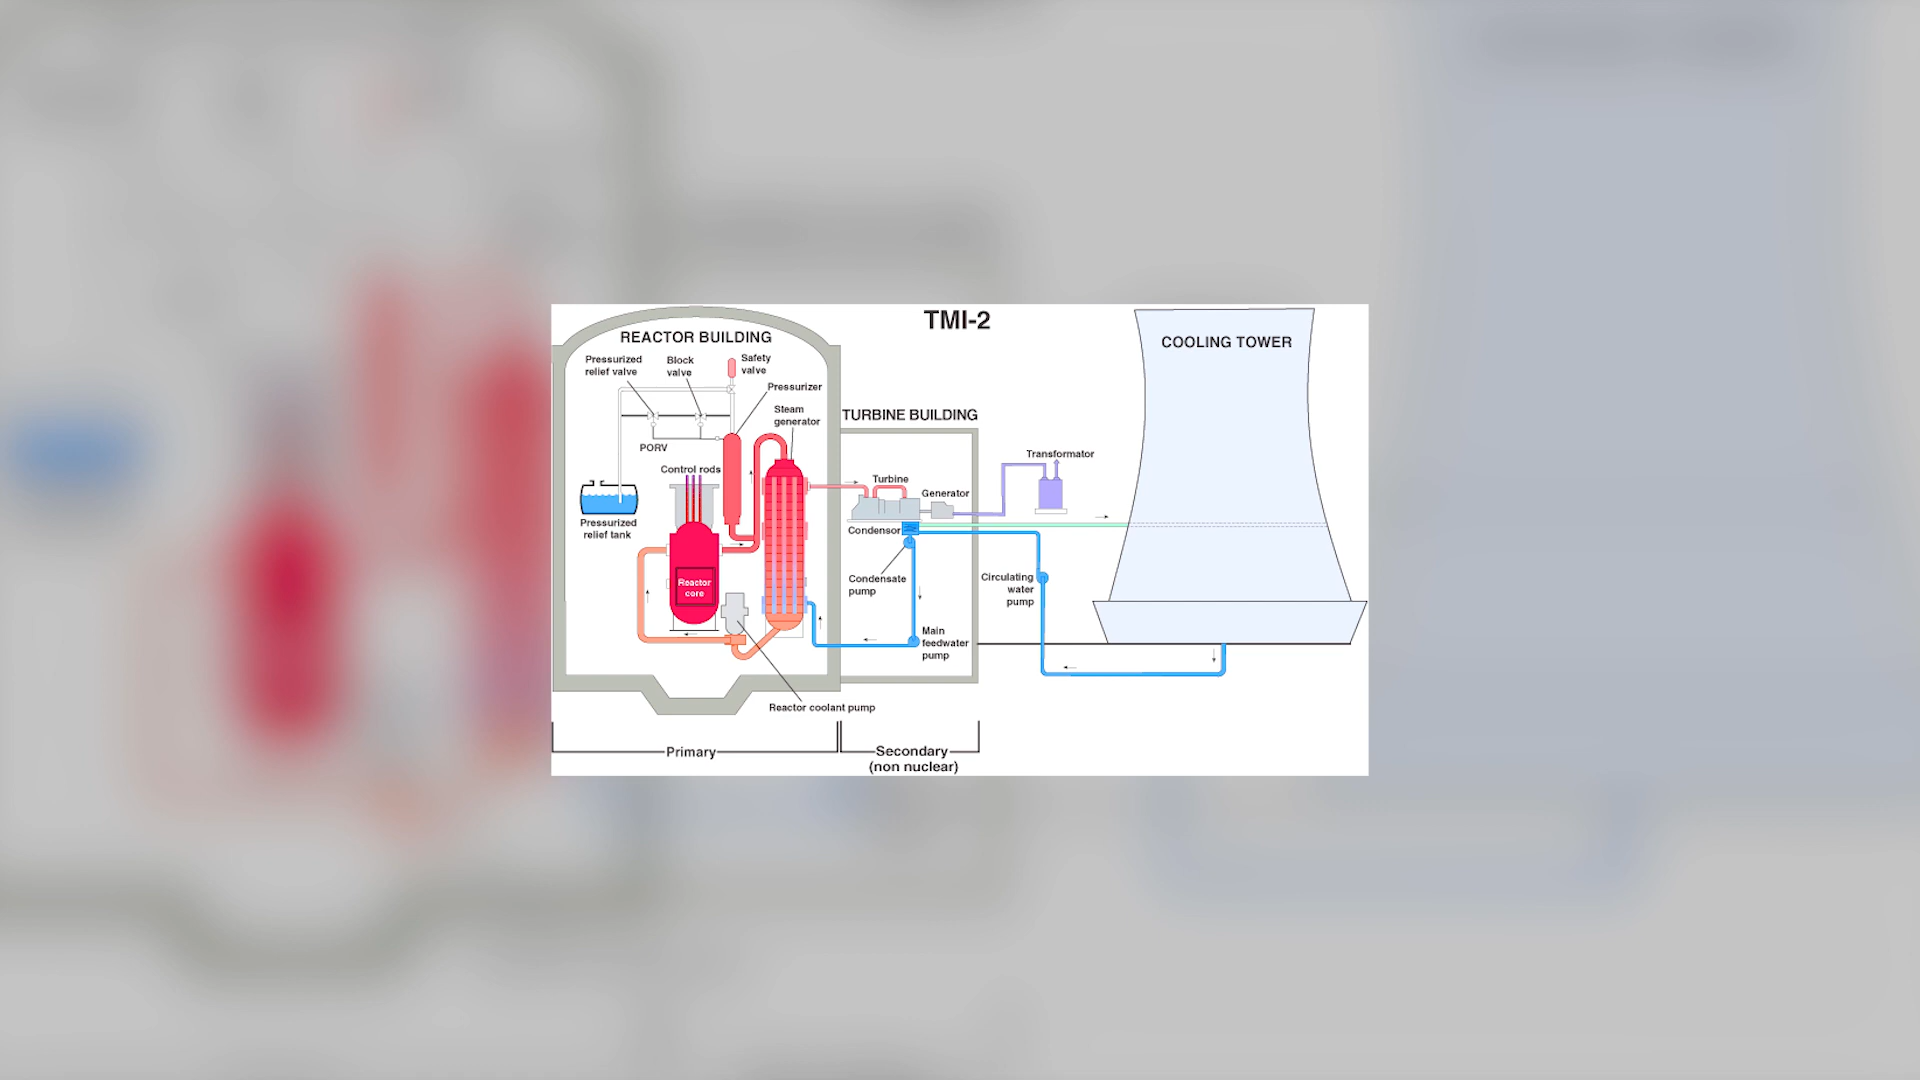 TMI-2
REACTOR BUILDING
COOLING TOWER
Pressurized
relief valve
Block
valve
Safety
valve
Pressurizer
Steam
generator
TURBINE BUILDING
PORV
Control rods
Transformator
Turbine
Generator
Pressurized
relief tank
Condensor
Reactor
core
Condensate
pump
Circulating
water
pump
Main
feedwater
pump
Reactor coolant pump
Primary
Secondary
(non nuclear)